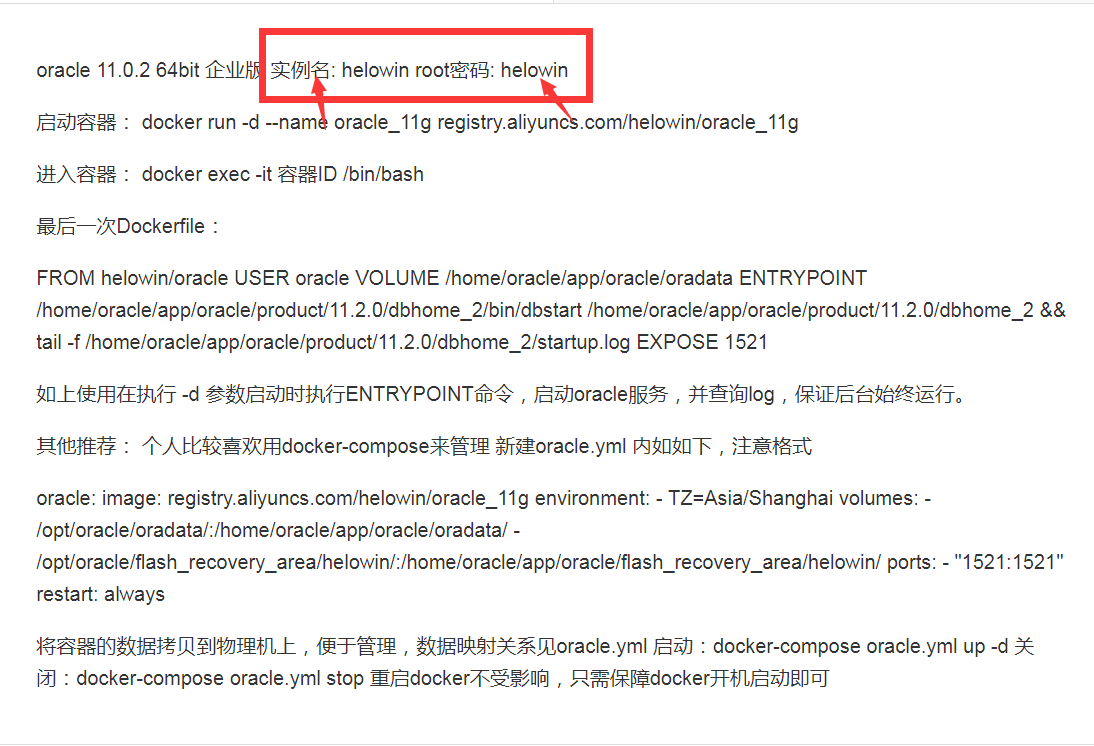 oracle 11.0.2 64bit 企业版 实例名: helowin root密码: helowin
启动容器： docker run -d --name oracle_11g registry.aliyuncs.com/helowin/oracle_11g
进入容器： docker exec -it 容器ID /bin/bash
最后一次Dockerfile：
FROM helowin/oracle USER oracle VOLUME /home/oracle/app/oracle/oradata ENTRYPOINT
/home/oracle/app/oracle/product/11.2.0/dbhome_2/bin/dbstart /home/oracle/app/oracle/product/11.2.0/dbhome_2 &&
tail -f /home/oracle/app/oracle/product/11.2.0/dbhome_2/startup.log EXPOSE 1521
如上使用在执行 -d 参数启动时执行ENTRYPOINT命令，启动oracle服务，并查询log，保证后台始终运行。
其他推荐： 个人比较喜欢用docker-compose来管理 新建oracle.yml 内如如下，注意格式
oracle: image: registry.aliyuncs.com/helowin/oracle_11g environment: - TZ=Asia/Shanghai volumes: -
/opt/oracle/oradata/:/home/oracle/app/oracle/oradata/ -
/opt/oracle/flash_recovery_area/helowin/:/home/oracle/app/oracle/flash_recovery_area/helowin/ ports: - "1521:1521"
restart: always
将容器的数据拷贝到物理机上，便于管理，数据映射关系见oracle.yml 启动：docker-compose oracle.yml up -d 关
闭：docker-compose oracle.yml stop 重启docker不受影响，只需保障docker开机启动即可